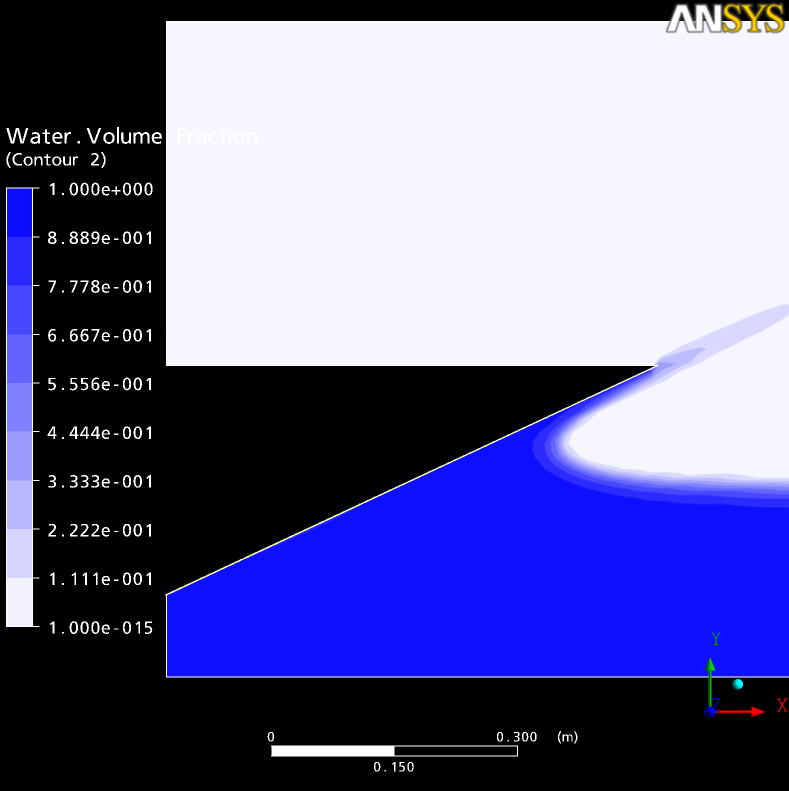 ANSYS
Water.Volume Fraction
(Contour 2)
1.000e+000
8.889e-001
7.778e-001
6.667e-001
5.556e-001
4.444e-001
3.333e-001
2.222e-001
1.111e-001
1.000e-015
Y
Z
X
0 0.300 (m)
0.150